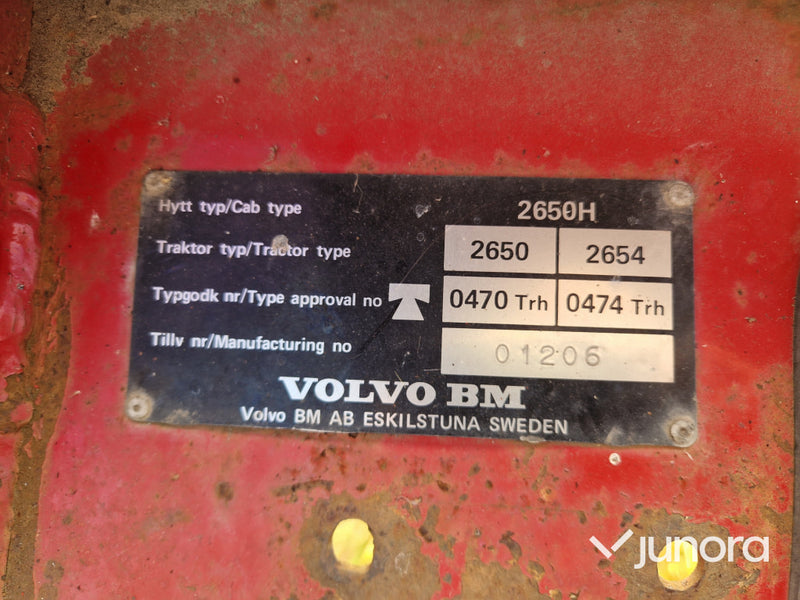 Hytt typ/Cab type 2650H
Traktor typ/Tractor type 2650 2654
Typgodk nr/Type approval no T 0470 Trh 0474 Trh
Tillv nr/Manufacturing no 01206
VOLVO BM
Volvo BM AB ESKILSTUNA SWEDEN
junora